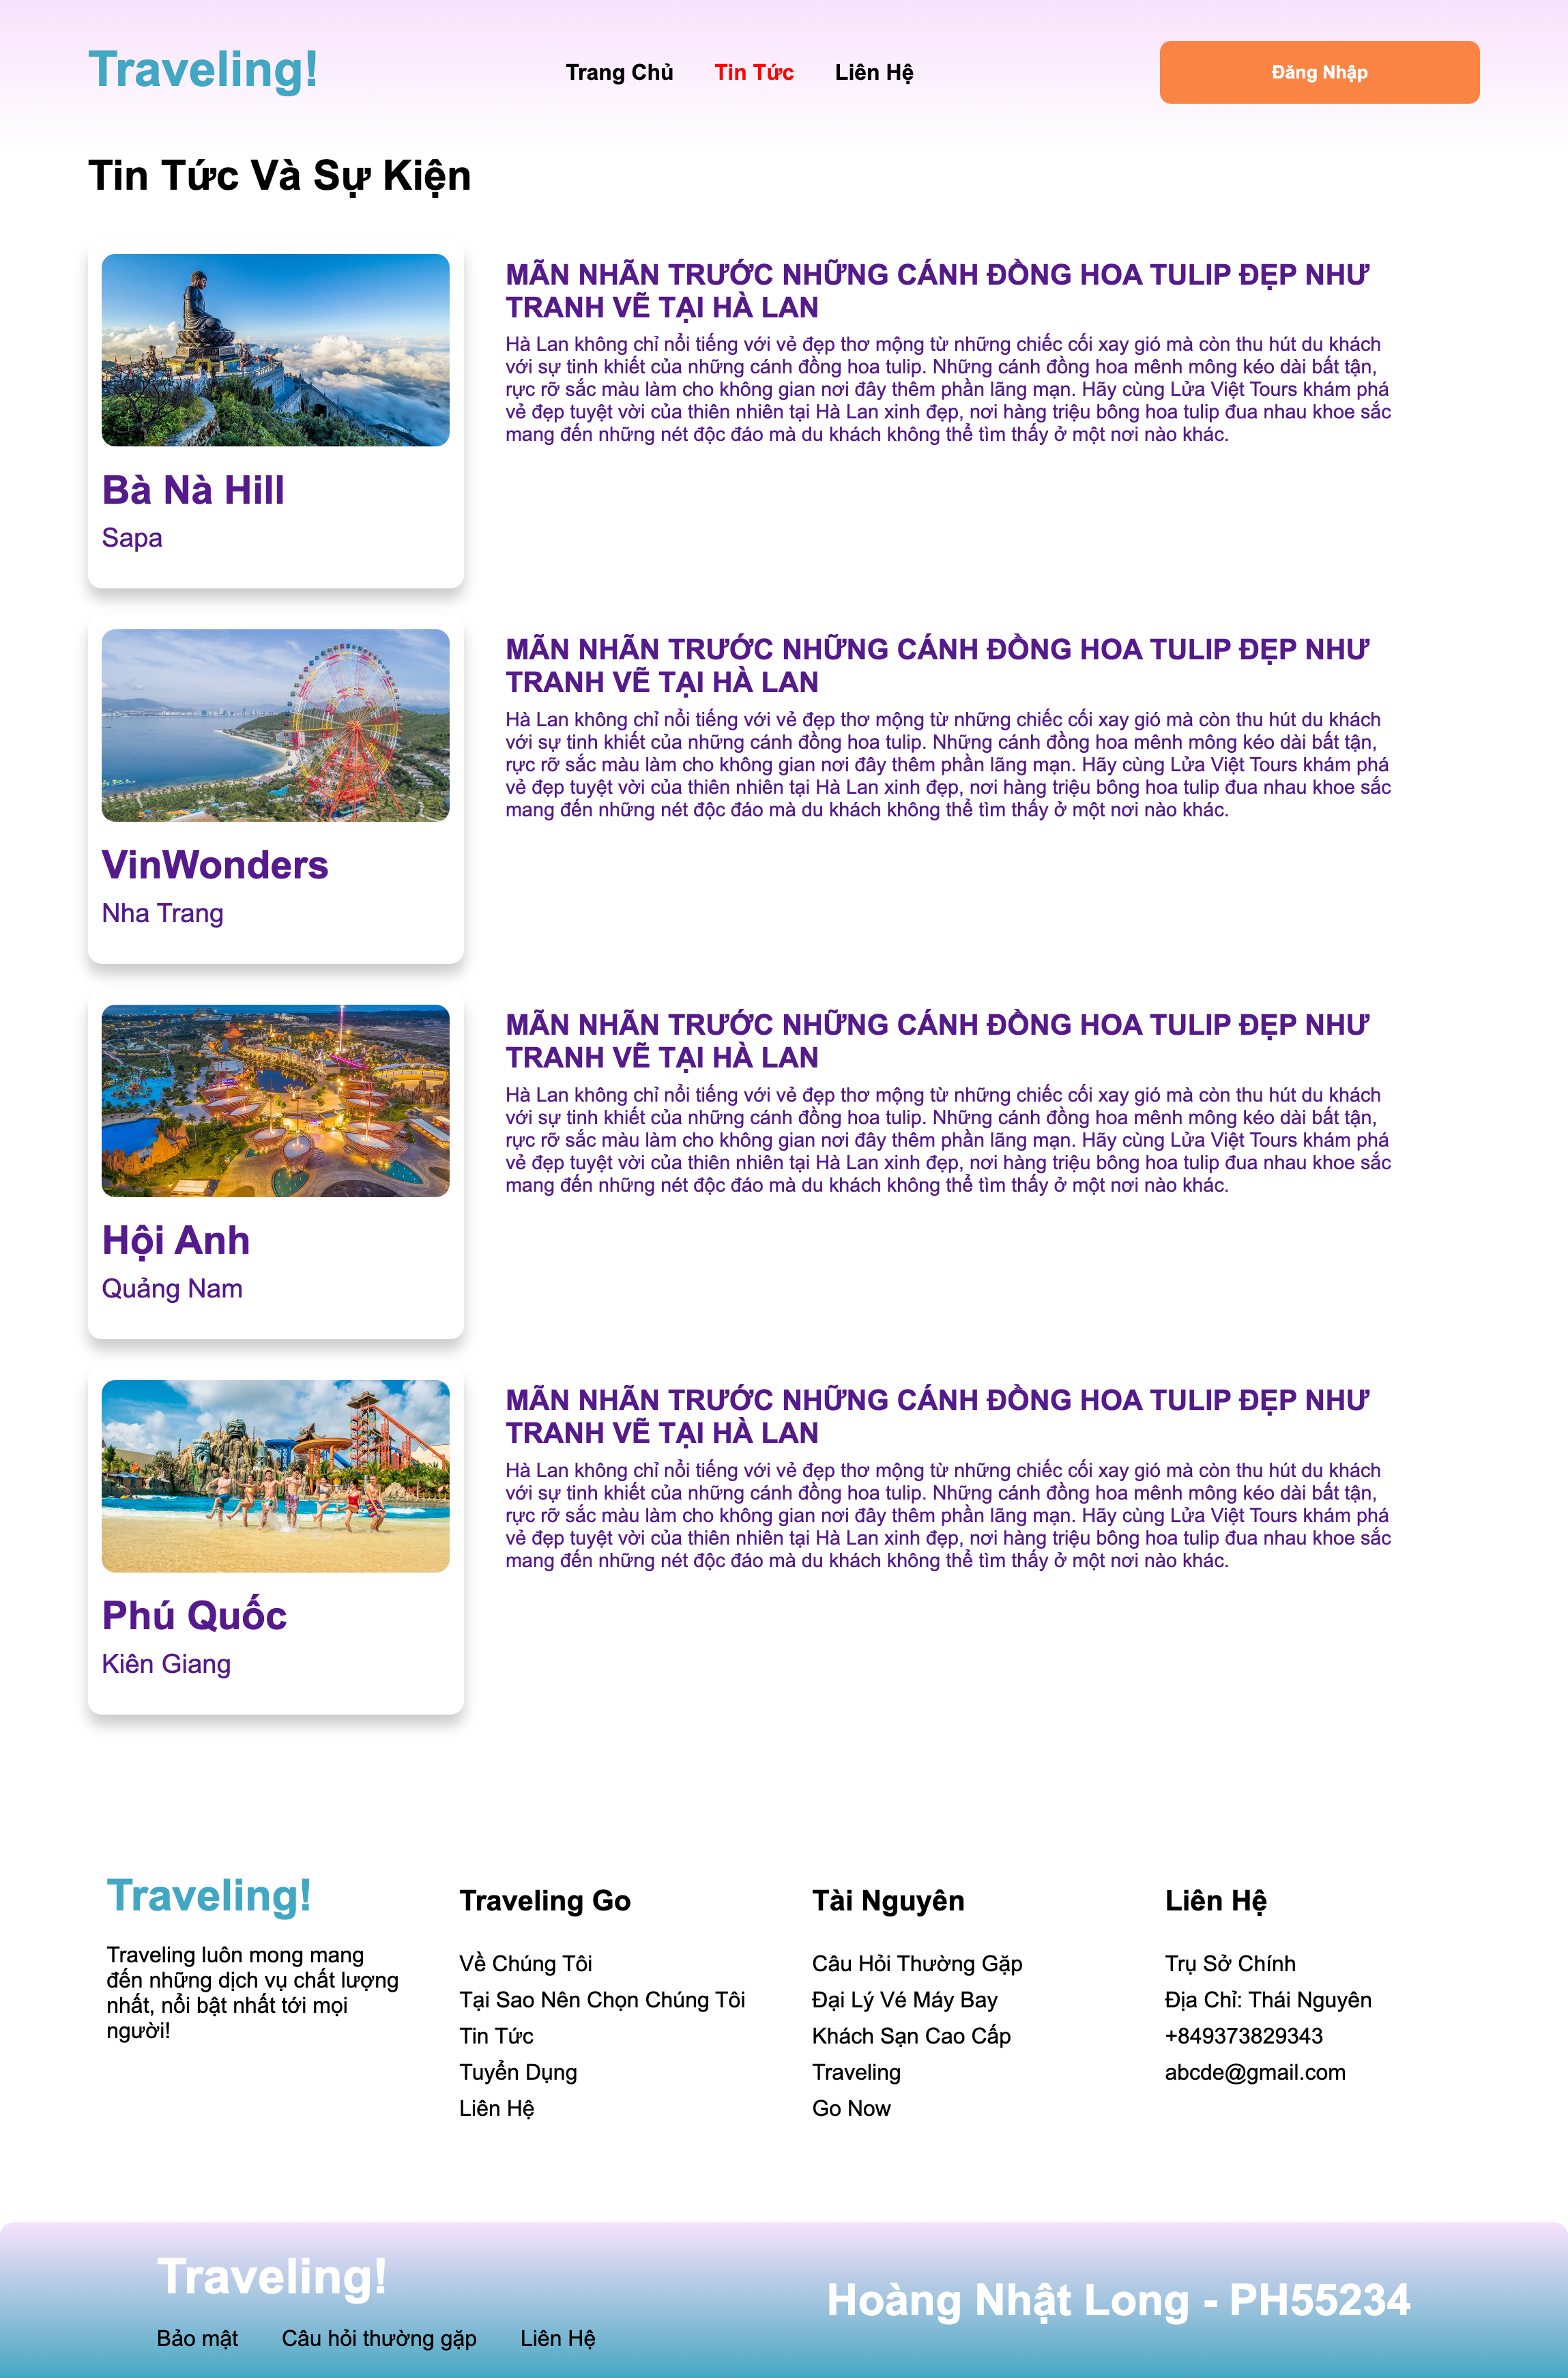 Traveling!
Trang Chủ
Tin Tức
Liên Hệ
Đăng Nhập
Tin Tức Và Sự Kiện
Bà Nà Hill
Sapa
MÃN NHÃN TRƯỚC NHỮNG CÁNH ĐỒNG HOA TULIP ĐẸP NHƯ
TRANH VẼ TẠI HÀ LAN
Hà Lan không chỉ nổi tiếng với vẻ đẹp thơ mộng từ những chiếc cối xay gió mà còn thu hút du khách
với sự tinh khiết của những cánh đồng hoa tulip. Những cánh đồng hoa mênh mông kéo dài bất tận,
rực rỡ sắc màu làm cho không gian nơi đây thêm phần lãng mạn. Hãy cùng Lửa Việt Tours khám phá
vẻ đẹp tuyệt vời của thiên nhiên tại Hà Lan xinh đẹp, nơi hàng triệu bông hoa tulip đua nhau khoe sắc
mang đến những nét độc đáo mà du khách không thể tìm thấy ở một nơi nào khác.
VinWonders
Nha Trang
MÃN NHÃN TRƯỚC NHỮNG CÁNH ĐỒNG HOA TULIP ĐẸP NHƯ
TRANH VẼ TẠI HÀ LAN
Hà Lan không chỉ nổi tiếng với vẻ đẹp thơ mộng từ những chiếc cối xay gió mà còn thu hút du khách
với sự tinh khiết của những cánh đồng hoa tulip. Những cánh đồng hoa mênh mông kéo dài bất tận,
rực rỡ sắc màu làm cho không gian nơi đây thêm phần lãng mạn. Hãy cùng Lửa Việt Tours khám phá
vẻ đẹp tuyệt vời của thiên nhiên tại Hà Lan xinh đẹp, nơi hàng triệu bông hoa tulip đua nhau khoe sắc
mang đến những nét độc đáo mà du khách không thể tìm thấy ở một nơi nào khác.
Hội Anh
Quảng Nam
MÃN NHÃN TRƯỚC NHỮNG CÁNH ĐỒNG HOA TULIP ĐẸP NHƯ
TRANH VẼ TẠI HÀ LAN
Hà Lan không chỉ nổi tiếng với vẻ đẹp thơ mộng từ những chiếc cối xay gió mà còn thu hút du khách
với sự tinh khiết của những cánh đồng hoa tulip. Những cánh đồng hoa mênh mông kéo dài bất tận,
rực rỡ sắc màu làm cho không gian nơi đây thêm phần lãng mạn. Hãy cùng Lửa Việt Tours khám phá
vẻ đẹp tuyệt vời của thiên nhiên tại Hà Lan xinh đẹp, nơi hàng triệu bông hoa tulip đua nhau khoe sắc
mang đến những nét độc đáo mà du khách không thể tìm thấy ở một nơi nào khác.
Phú Quốc
Kiên Giang
MÃN NHÃN TRƯỚC NHỮNG CÁNH ĐỒNG HOA TULIP ĐẸP NHƯ
TRANH VẼ TẠI HÀ LAN
Hà Lan không chỉ nổi tiếng với vẻ đẹp thơ mộng từ những chiếc cối xay gió mà còn thu hút du khách
với sự tinh khiết của những cánh đồng hoa tulip. Những cánh đồng hoa mênh mông kéo dài bất tận,
rực rỡ sắc màu làm cho không gian nơi đây thêm phần lãng mạn. Hãy cùng Lửa Việt Tours khám phá
vẻ đẹp tuyệt vời của thiên nhiên tại Hà Lan xinh đẹp, nơi hàng triệu bông hoa tulip đua nhau khoe sắc
mang đến những nét độc đáo mà du khách không thể tìm thấy ở một nơi nào khác.
Traveling!
Traveling luôn mong mang
đến những dịch vụ chất lượng
nhất, nổi bật nhất tới mọi
người!
Traveling Go
Về Chúng Tôi
Tại Sao Nên Chọn Chúng Tôi
Tin Tức
Tuyển Dụng
Liên Hệ
Tài Nguyên
Câu Hỏi Thường Gặp
Đại Lý Vé Máy Bay
Khách Sạn Cao Cấp
Traveling
Go Now
Liên Hệ
Trụ Sở Chính
Địa Chỉ: Thái Nguyên
+849373829343
abcde@gmail.com
Traveling!
Bảo mật
Câu hỏi thường gặp
Liên Hệ
Hoàng Nhật Long - PH55234